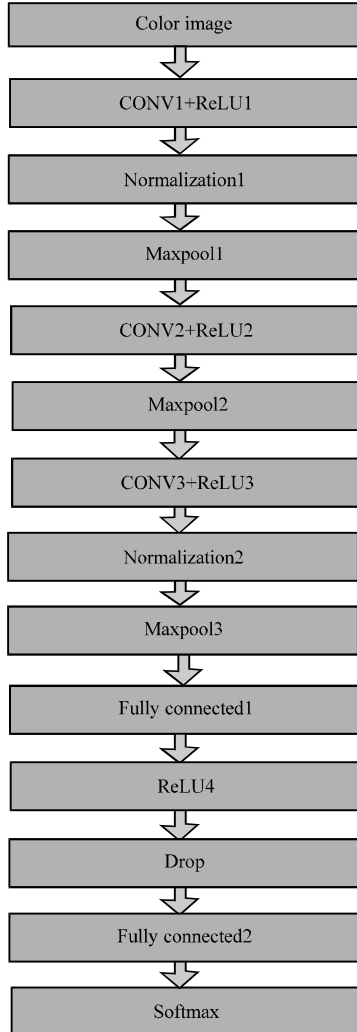 Color image
CONV1+ReLU1
Normalization1
Maxpool1
CONV2+ReLU2
Maxpool2
CONV3+ReLU3
Normalization2
Maxpool3
Fully connected1
ReLU4
Drop
Fully connected2
Softmax